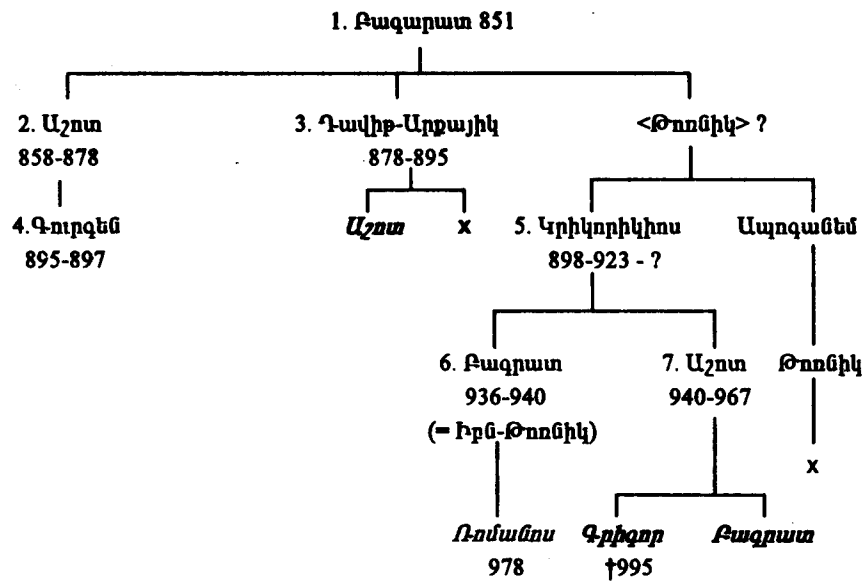 1. Բագարատ 851
2. Աշոտ 3. Դավիթ-Արքայիկ <Թոռնիկ> ?
858-878 878-895
4.Գուրգեն Աշոտ x 5. Կրիկորիկիոս Ապոգանեմ
895-897 898-923 - ?
6. Բագրատ 7. Աշոտ Թոռնիկ
936-940 940-967
(= Իբն-Թոռնիկ)
x
Ռոմանոս Գրիգոր Բագրատ
978 †995